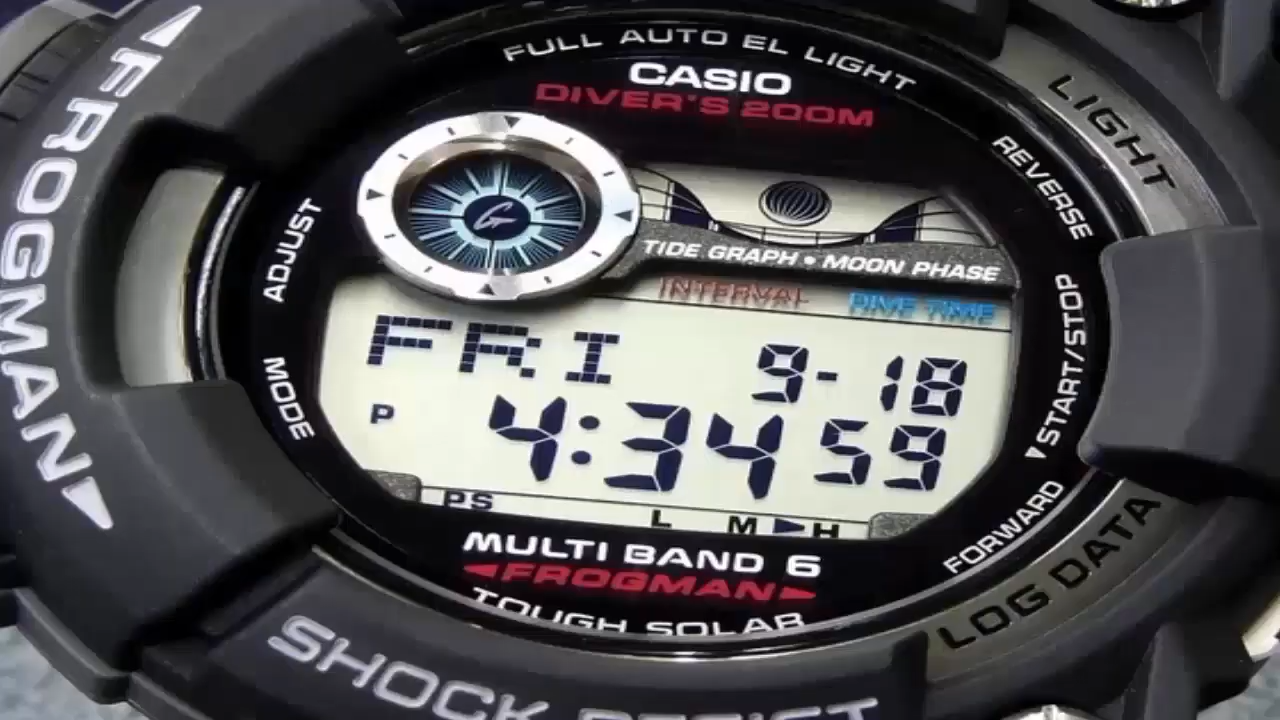 FULL AUTO EL LIGHT
CASIO
DIVER'S 200M
LIGHT
REVERSE
FROGMAN
ADJUST
G
TIDE GRAPH • MOON PHASE
INTERVAL DIVE TIME
FRI 9-18
P 4:34 59
PS L M ▶ H
MODE
▼START/STOP
FORWARD
LOG DATA
MULTI BAND 6
◀FROGMAN▶
TOUGH SOLAR
SHOCK RESIST